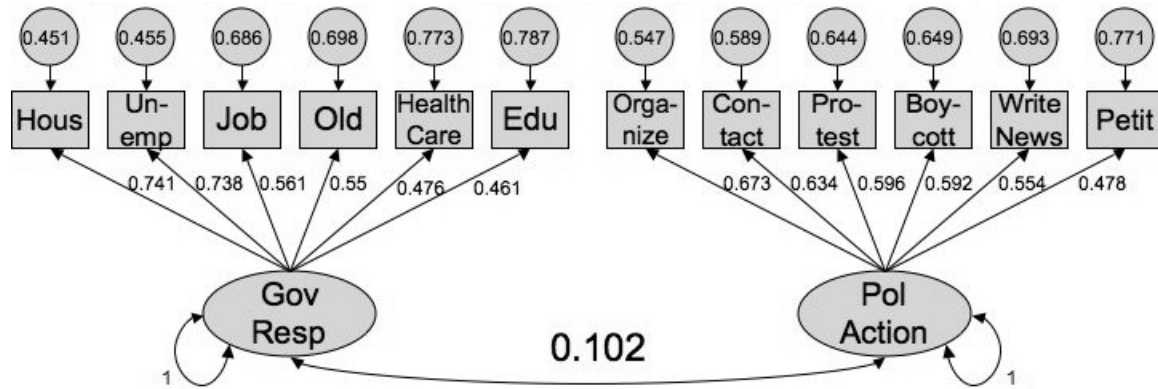 0.451 0.455 0.686 0.698 0.773 0.787 0.547 0.589 0.644 0.649 0.693 0.771
Hous Un-
emp Job Old Health
Care Edu Orga-
nize Con-
tact Pro-
test Boy-
cott Write
News Petit
0.741 0.738 0.561 0.55 0.476 0.461 0.673 0.634 0.596 0.592 0.554 0.478
Gov
Resp
Pol
Action
0.102
1
1